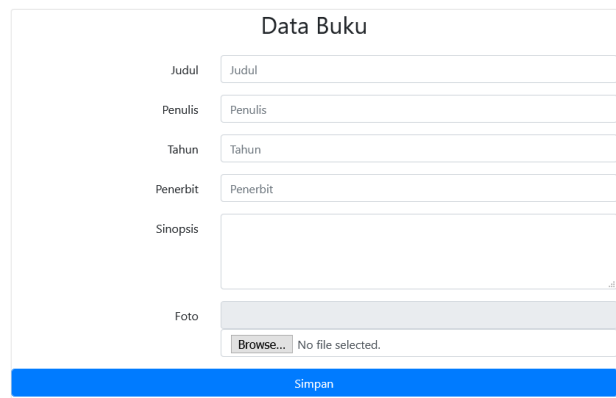 Data Buku
Judul Judul
Penulis Penulis
Tahun Tahun
Penerbit Penerbit
Sinopsis
Foto
Browse... No file selected.
Simpan